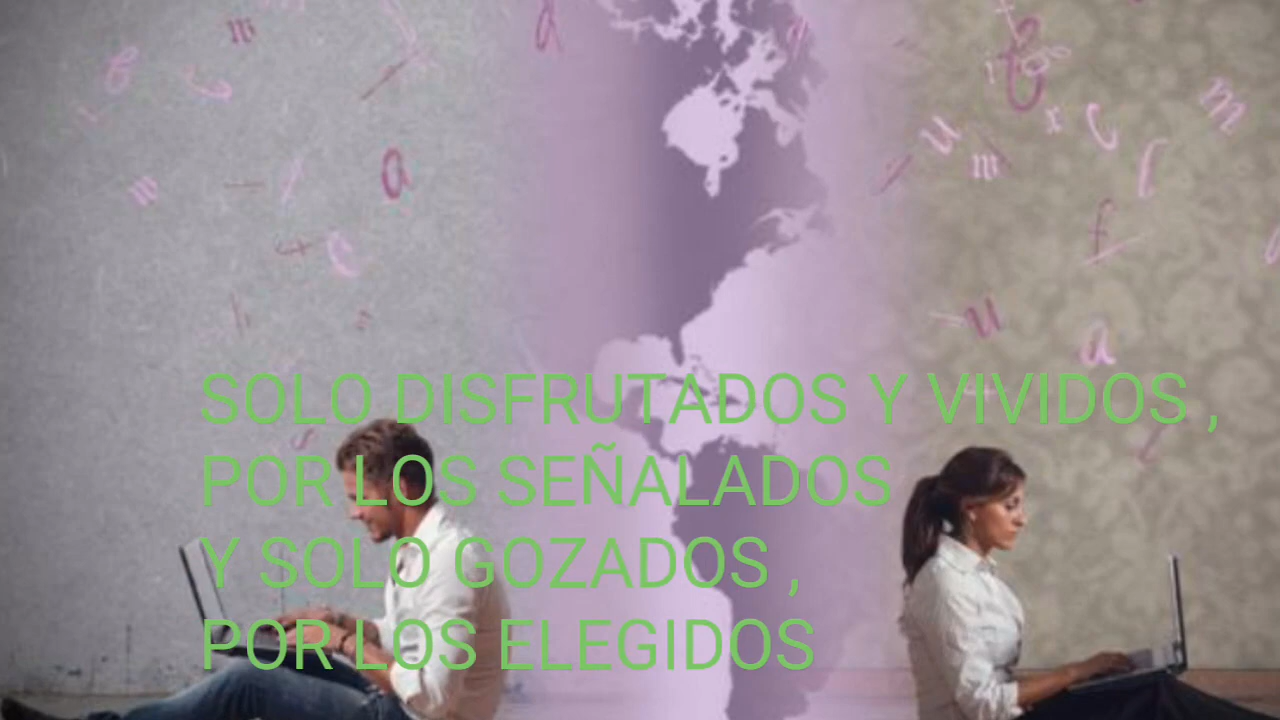 SOLO DISFRUTADOS Y VIVIDOS ,
POR LOS SEÑALADOS
Y SOLO GOZADOS ,
POR LOS ELEGIDOS